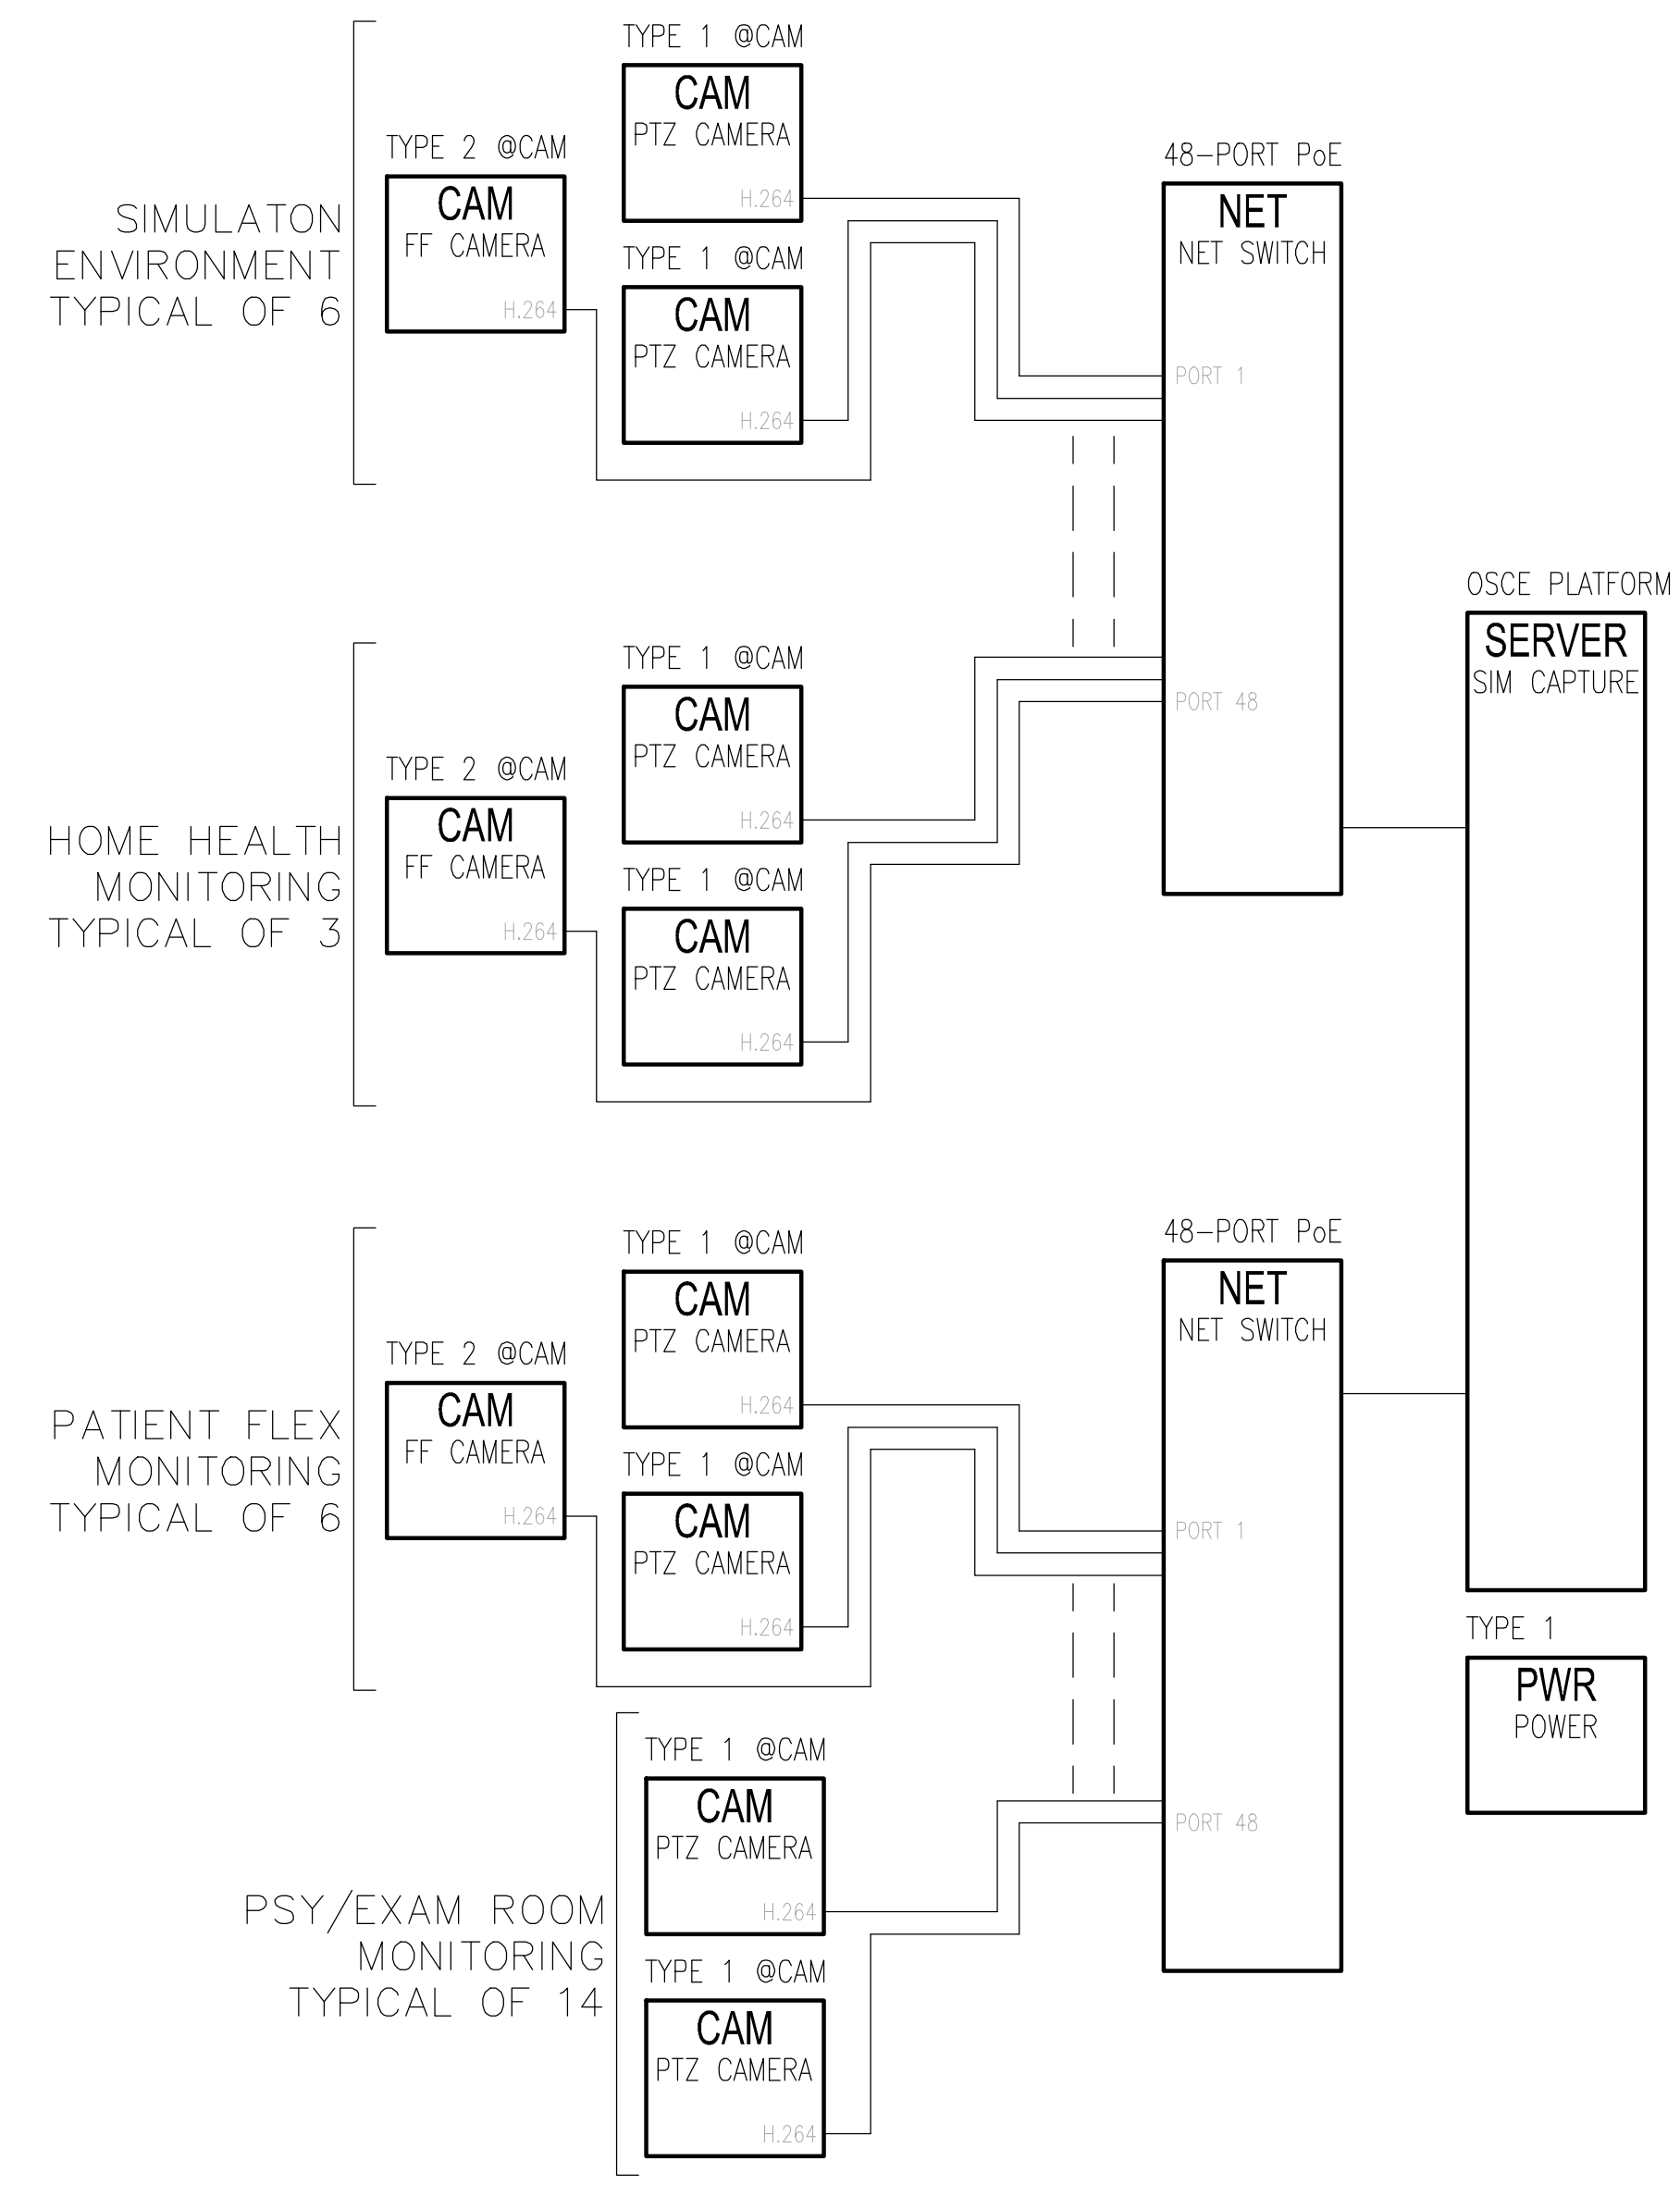 TYPE 1 @CAM
CAM
PTZ CAMERA
H.264
TYPE 2 @CAM
CAM
FF CAMERA
H.264
SIMULATON
ENVIRONMENT
TYPICAL OF 6
TYPE 1 @CAM
CAM
PTZ CAMERA
H.264
48-PORT PoE
NET
NET SWITCH
PORT 1
PORT 48
TYPE 1 @CAM
CAM
PTZ CAMERA
H.264
TYPE 2 @CAM
CAM
FF CAMERA
H.264
HOME HEALTH
MONITORING
TYPICAL OF 3
TYPE 1 @CAM
CAM
PTZ CAMERA
H.264
OSCE PLATFORM
SERVER
SIM CAPTURE
TYPE 1 @CAM
CAM
PTZ CAMERA
H.264
TYPE 2 @CAM
CAM
FF CAMERA
H.264
PATIENT FLEX
MONITORING
TYPICAL OF 6
TYPE 1 @CAM
CAM
PTZ CAMERA
H.264
48-PORT PoE
NET
NET SWITCH
PORT 1
PORT 48
TYPE 1
PWR
POWER
TYPE 1 @CAM
CAM
PTZ CAMERA
H.264
PSY/EXAM ROOM
MONITORING
TYPICAL OF 14
TYPE 1 @CAM
CAM
PTZ CAMERA
H.264